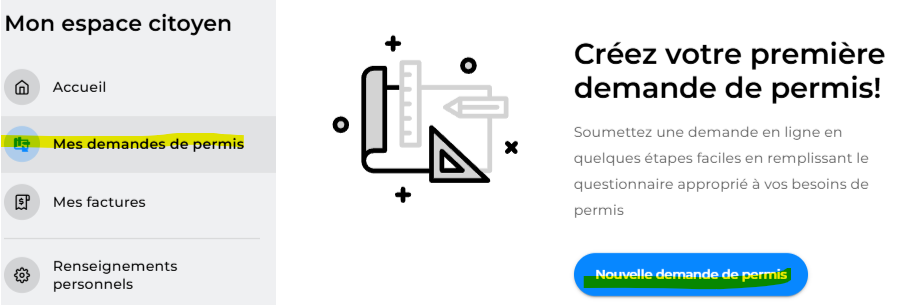 Mon espace citoyen
Accueil
Mes demandes de permis
Mes factures
Renseignements
personnels
Créez votre première
demande de permis!
Soumettez une demande en ligne en
quelques étapes faciles en remplissant le
questionnaire approprié à vos besoins de
permis
Nouvelle demande de permis